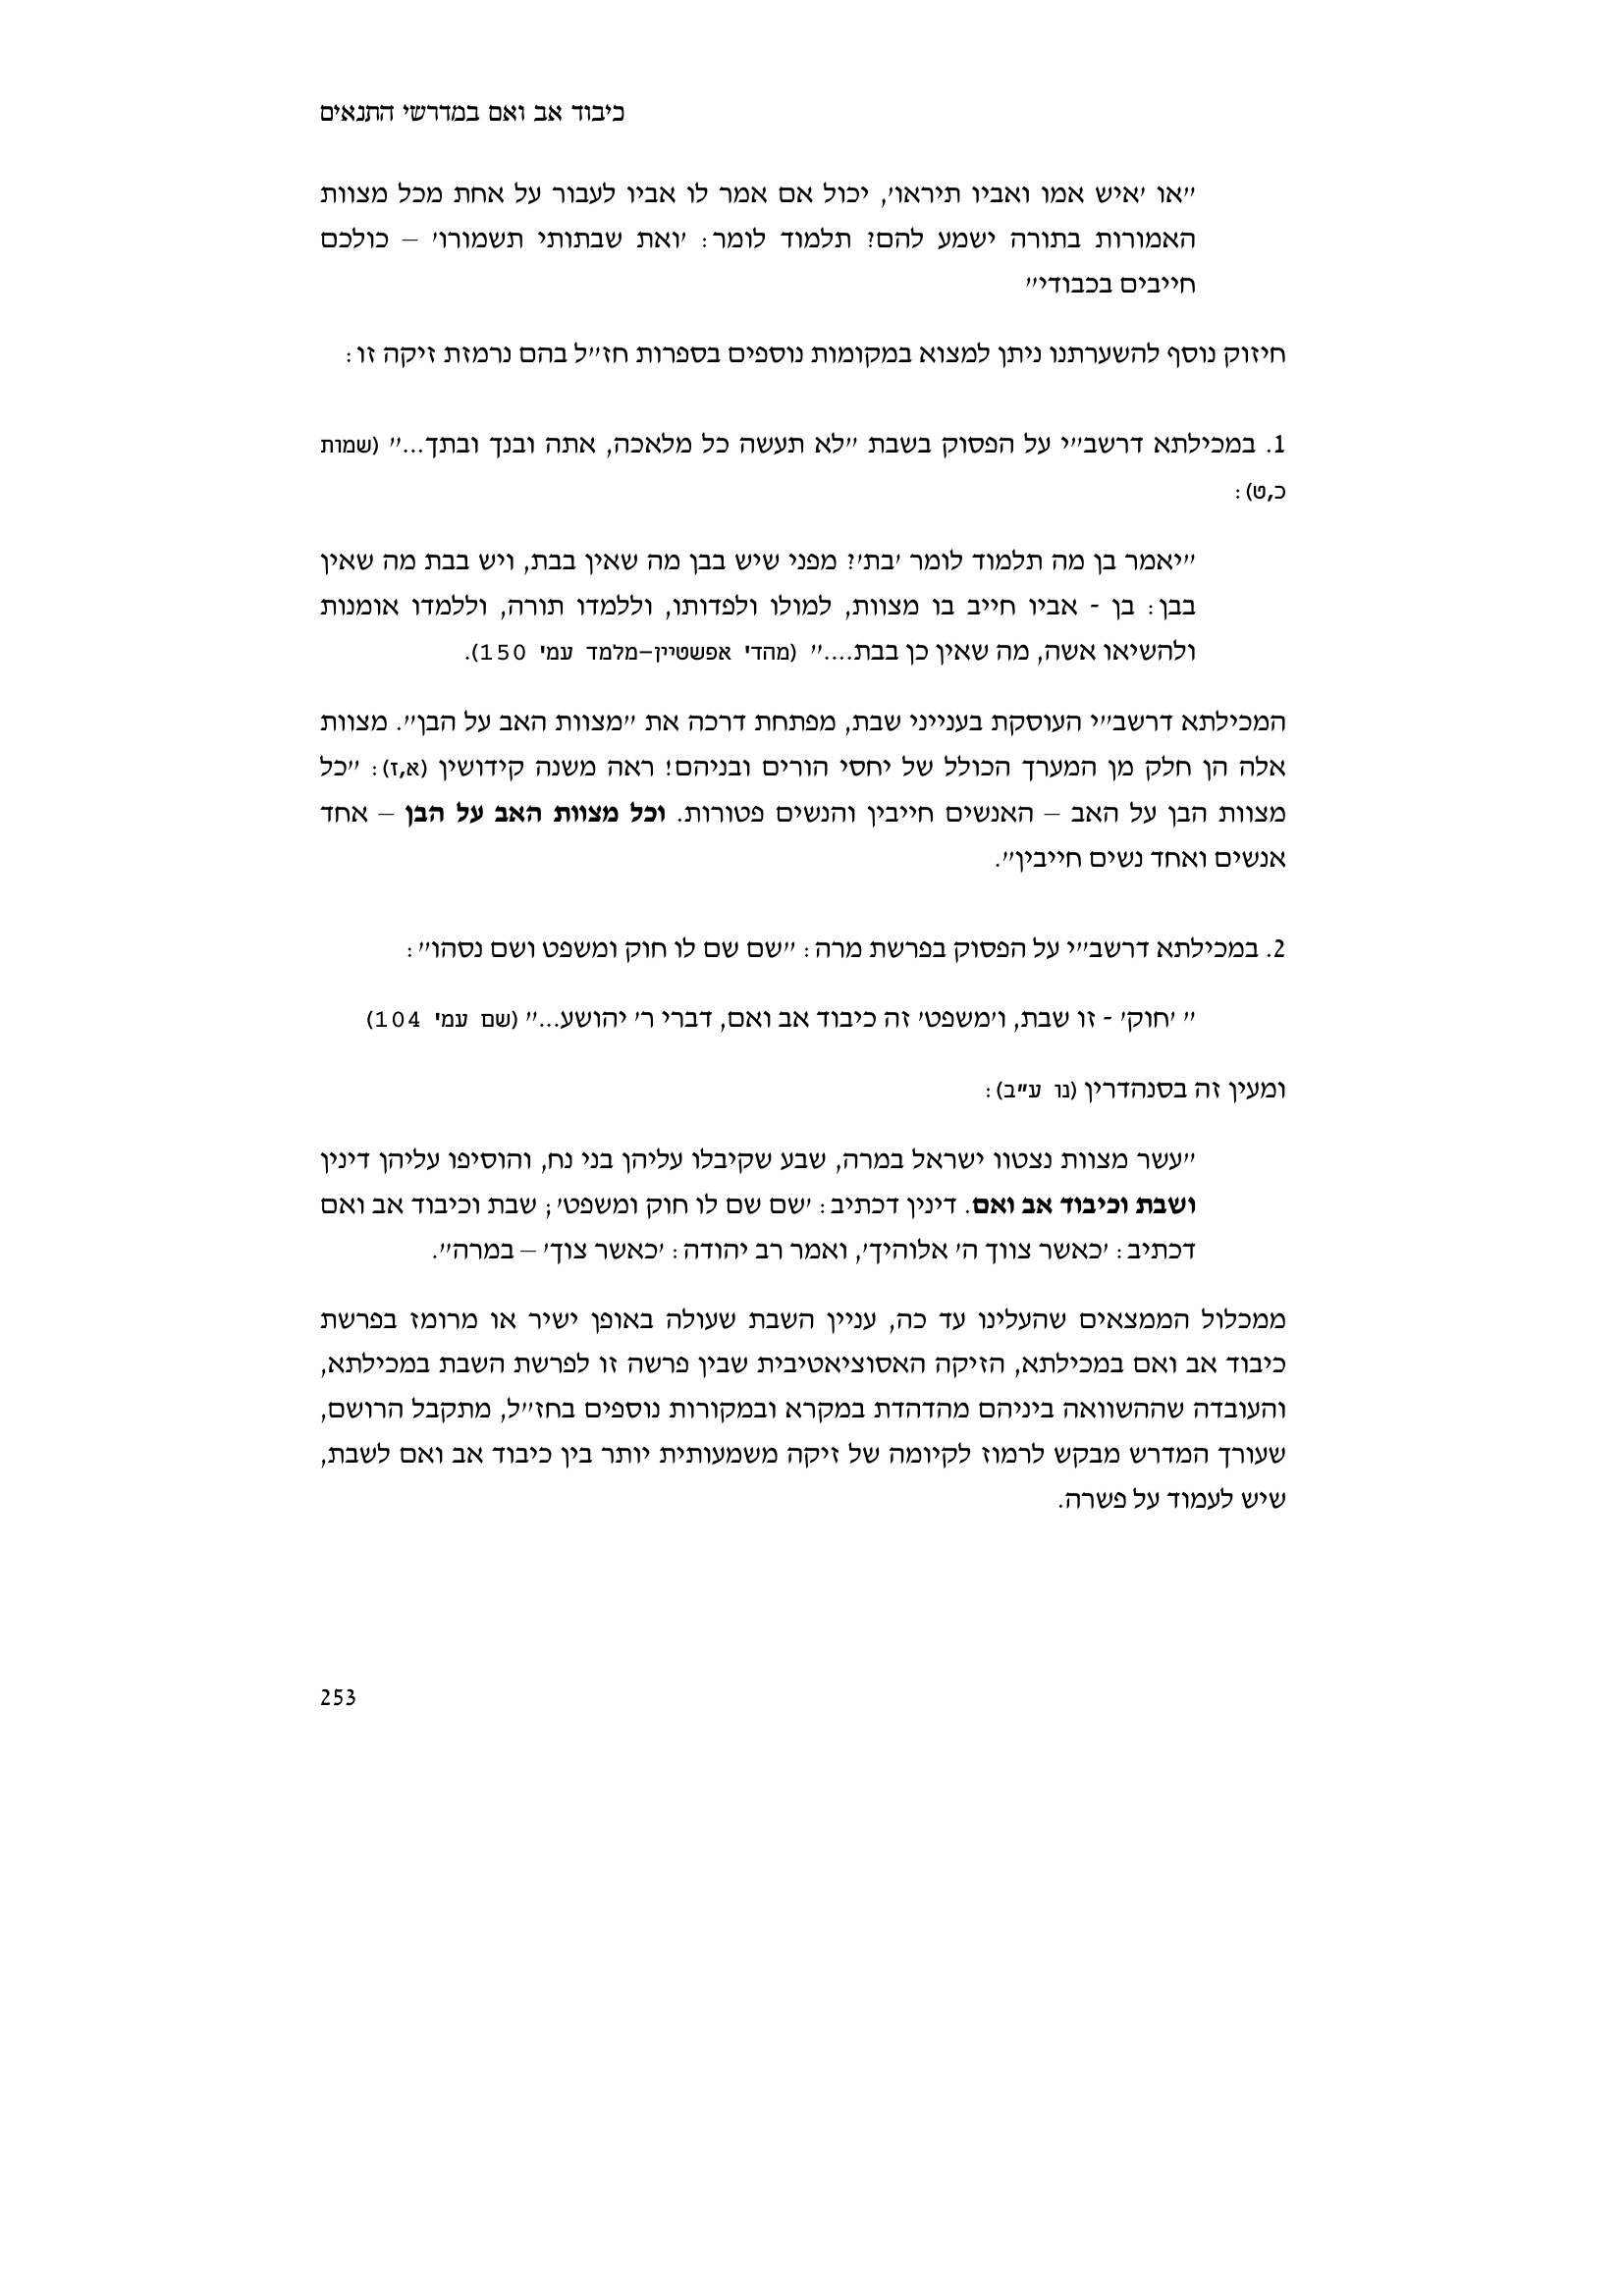 כיבוד אב ואם במדרשי התנאים
"או 'איש אמו ואביו תיראו', יכול אם אמר לו אביו לעבור על אחת מכל מצוות
האמורות בתורה ישמע להם? תלמוד לומר: 'ואת שבתותי תשמורו' – כולכם
חייבים בכבודי"
חיזוק נוסף להשערתנו ניתן למצוא במקומות נוספים בספרות חז"ל בהם נרמזת זיקה זו:
1. במכילתא דרשב"י על הפסוק בשבת "לא תעשה כל מלאכה, אתה ובנך ובתך..." (שמות
כ,ט):
"יאמר בן מה תלמוד לומר 'בת'? מפני שיש בבן מה שאין בבת, ויש בבת מה שאין
בבן: בן - אביו חייב בו מצוות, למולו ולפדותו, וללמדו תורה, וללמדו אומנות
ולהשיאו אשה, מה שאין כן בבת...." (מהד' אפשטיין–מלמד עמ' 150).
המכילתא דרשב"י העוסקת בענייני שבת, מפתחת דרכה את "מצוות האב על הבן". מצוות
אלה הן חלק מן המערך הכולל של יחסי הורים ובניהם! ראה משנה קידושין (א,ז): "כל
מצוות הבן על האב – האנשים חייבין והנשים פטורות. וכל מצוות האב על הבן – אחד
אנשים ואחד נשים חייבין".
2. במכילתא דרשב"י על הפסוק בפרשת מרה: "שם שם לו חוק ומשפט ושם נסהו":
" 'חוק' - זו שבת, ו'משפט' זה כיבוד אב ואם, דברי ר' יהושע..." (שם עמ' 104)
ומעין זה בסנהדרין (נו ע"ב):
"עשר מצוות נצטוו ישראל במרה, שבע שקיבלו עליהן בני נח, והוסיפו עליהן דינין
ושבת וכיבוד אב ואם. דינין דכתיב: 'שם שם לו חוק ומשפט'; שבת וכיבוד אב ואם
דכתיב: 'כאשר צווך ה' אלוהיך', ואמר רב יהודה: 'כאשר צוך' – במרה".
ממכלול הממצאים שהעלינו עד כה, עניין השבת שעולה באופן ישיר או מרומז בפרשת
כיבוד אב ואם במכילתא, הזיקה האסוציאטיבית שבין פרשה זו לפרשת השבת במכילתא,
והעובדה שההשוואה ביניהם מהדהדת במקרא ובמקורות נוספים בחז"ל, מתקבל הרושם,
שעורך המדרש מבקש לרמוז לקיומה של זיקה משמעותית יותר בין כיבוד אב ואם לשבת,
שיש לעמוד על פשרה.
253